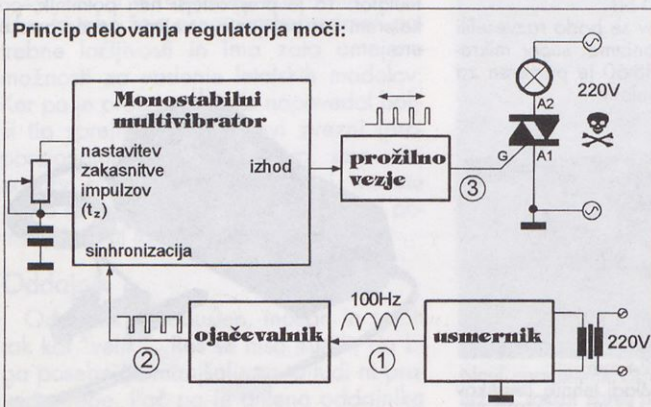 Princip delovanja regulatorja moči:
Monostabilni
multivibrator
nastavitev
zakasnitve
impulzov
(tz)
sinhronizacija
izhod
prožilno
vezje
3
G
A2
A1
220V
2
ojačevalnik
100Hz
1
usmernik
220V